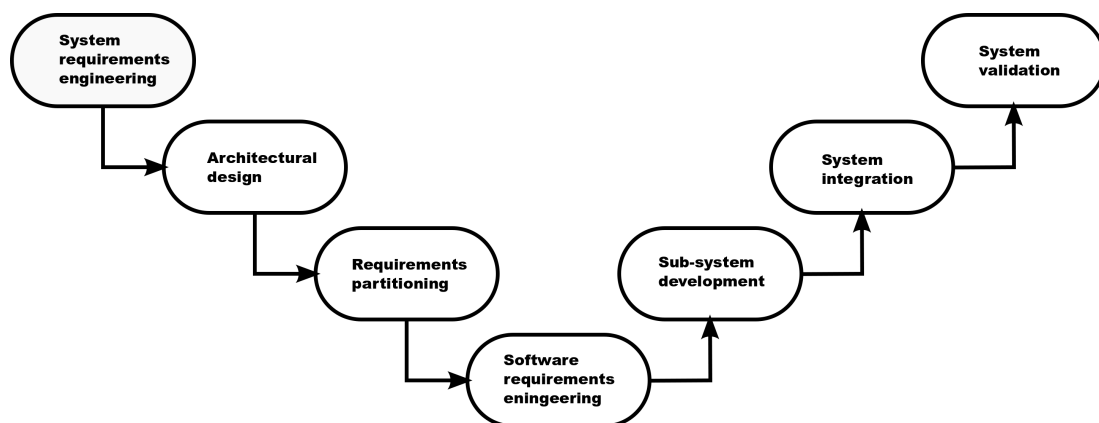 System
requirements
engineering
Architectural
design
Requirements
partitioning
Software
requirements
eningeering
Sub-system
development
System
integration
System
validation